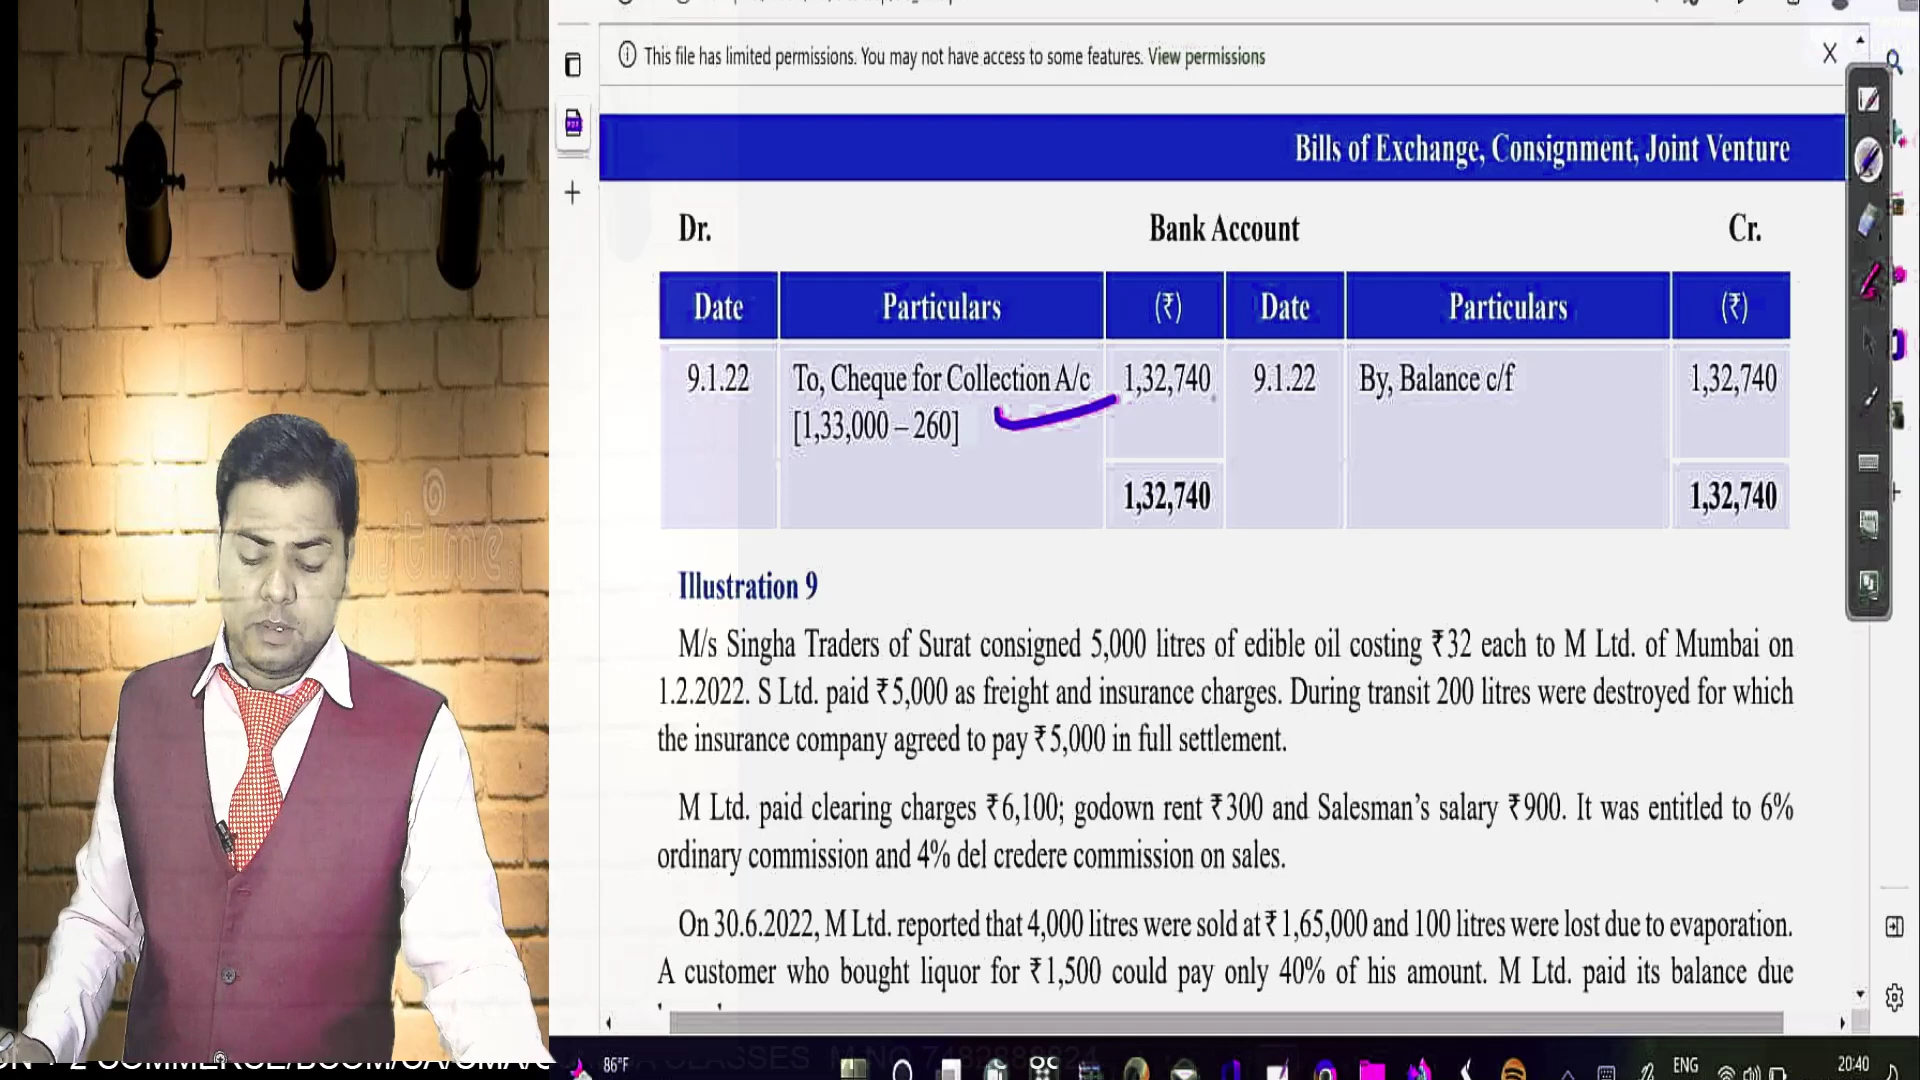 This file has limited permissions. You may not have access to some features. View permissions
X
Bills of Exchange, Consignment, Joint Venture
Dr. Bank Account Cr.
Date Particulars (₹) Date Particulars (₹)
9.1.22 To, Cheque for Collection A/c 1,32,740 9.1.22 By, Balance c/f 1,32,740
[1,33,000 – 260]
1,32,740 1,32,740
Illustration 9
M/s Singha Traders of Surat consigned 5,000 litres of edible oil costing ₹32 each to M Ltd. of Mumbai on
1.2.2022. S Ltd. paid ₹5,000 as freight and insurance charges. During transit 200 litres were destroyed for which
the insurance company agreed to pay ₹5,000 in full settlement.
M Ltd. paid clearing charges ₹6,100; godown rent ₹300 and Salesman’s salary ₹900. It was entitled to 6%
ordinary commission and 4% del credere commission on sales.
On 30.6.2022, M Ltd. reported that 4,000 litres were sold at ₹1,65,000 and 100 litres were lost due to evaporation.
A customer who bought liquor for ₹1,500 could pay only 40% of his amount. M Ltd. paid its balance due
86°F
ENG
20:40